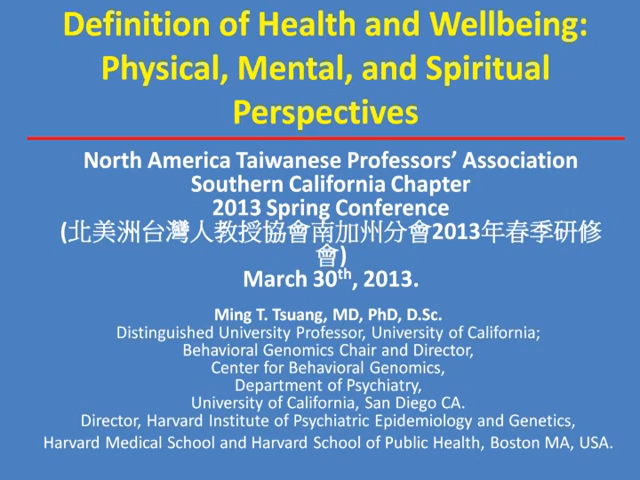 Definition of Health and Wellbeing:
Physical, Mental, and Spiritual
Perspectives
North America Taiwanese Professors’ Association
Southern California Chapter
2013 Spring Conference
(北美洲台灣人教授協會南加州分會2013年春季研修
會)
March 30th, 2013.
Ming T. Tsuang, MD, PhD, D.Sc.
Distinguished University Professor, University of California;
Behavioral Genomics Chair and Director,
Center for Behavioral Genomics,
Department of Psychiatry,
University of California, San Diego CA.
Director, Harvard Institute of Psychiatric Epidemiology and Genetics,
Harvard Medical School and Harvard School of Public Health, Boston MA, USA.